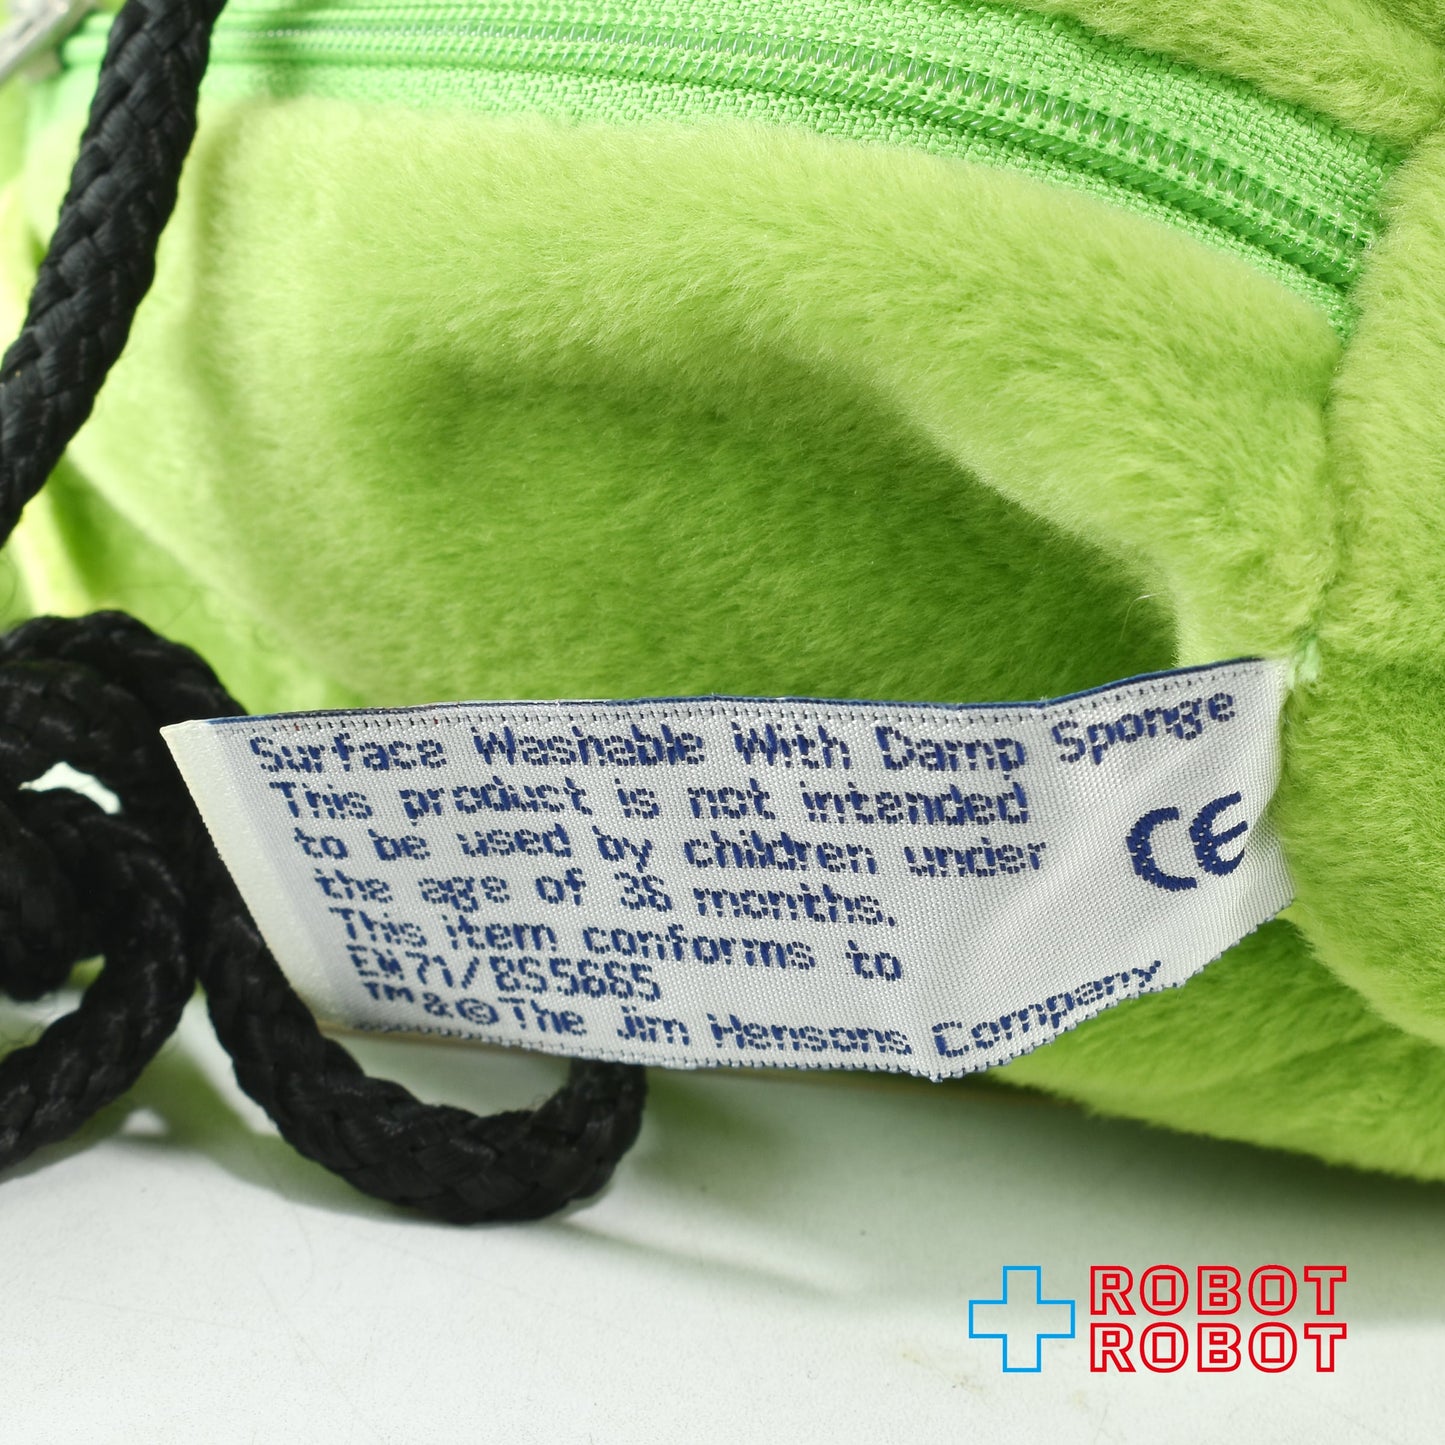 Surface Washable With Damp Sponge
This product is not intended
to be used by children under
the age of 36 months.
This item conforms to
EN71/BS5665
TM & © The Jim Hensons Company
CE
ROBOT
ROBOT